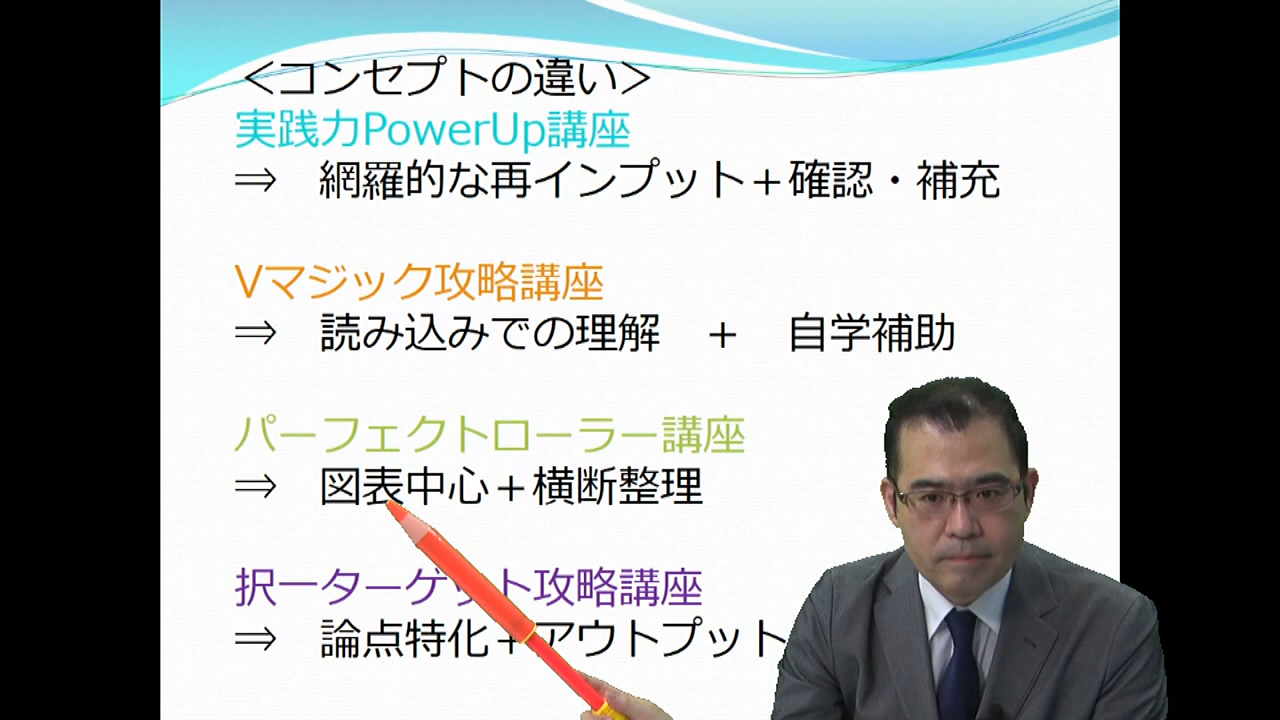 ＜コンセプトの違い＞
実践力PowerUp講座
⇒　網羅的な再インプット＋確認・補充
Vマジック攻略講座
⇒　読み込みでの理解　＋　自学補助
パーフェクトローラー講座
⇒　図表中心＋横断整理
択一ターゲット攻略講座
⇒　論点特化＋アウトプット